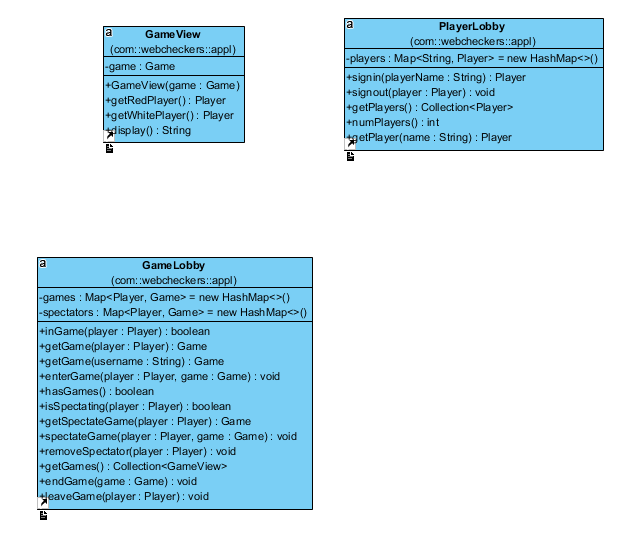 a
GameView
(com::webcheckers::appl)
-game : Game
+GameView(game : Game)
+getRedPlayer() : Player
+getWhitePlayer() : Player
+display() : String
a
PlayerLobby
(com::webcheckers::appl)
-players : Map<String, Player> = new HashMap<>()
+signin(playerName : String) : Player
+signout(player : Player) : void
+getPlayers() : Collection<Player>
+numPlayers() : int
+getPlayer(name : String) : Player
a
GameLobby
(com::webcheckers::appl)
-games : Map<Player, Game> = new HashMap<>()
-spectators : Map<Player, Game> = new HashMap<>()
+inGame(player : Player) : boolean
+getGame(player : Player) : Game
+getGame(username : String) : Game
+enterGame(player : Player, game : Game) : void
+hasGames() : boolean
+isSpectating(player : Player) : boolean
+getSpectateGame(player : Player) : Game
+spectateGame(player : Player, game : Game) : void
+removeSpectator(player : Player) : void
+getGames() : Collection<GameView>
+endGame(game : Game) : void
+leaveGame(player : Player) : void